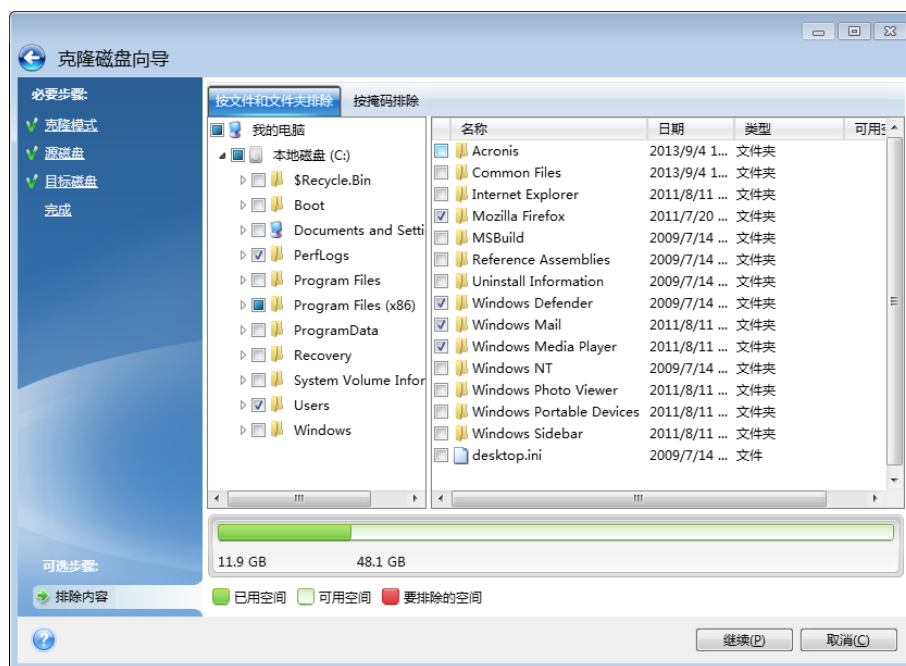 克隆磁盘向导
必要步骤:
克隆模式
源磁盘
目标磁盘
完成
可选步骤:
排除内容
按文件和文件夹排除 按掩码排除
我的电脑
本地磁盘 (C:)
$Recycle.Bin
Boot
Documents and Setti
PerfLogs
Program Files
Program Files (x86)
ProgramData
Recovery
System Volume Infor
Users
Windows
名称 日期 类型 可用
Acronis 2013/9/4 1... 文件夹
Common Files 2013/9/4 1... 文件夹
Internet Explorer 2011/8/11 ... 文件夹
Mozilla Firefox 2011/7/20 ... 文件夹
MSBuild 2009/7/14 ... 文件夹
Reference Assemblies 2009/7/14 ... 文件夹
Uninstall Information 2009/7/14 ... 文件夹
Windows Defender 2009/7/14 ... 文件夹
Windows Mail 2011/8/11 ... 文件夹
Windows Media Player 2011/8/11 ... 文件夹
Windows NT 2009/7/14 ... 文件夹
Windows Photo Viewer 2011/8/11 ... 文件夹
Windows Portable Devices 2011/8/11 ... 文件夹
Windows Sidebar 2011/8/11 ... 文件夹
desktop.ini 2009/7/14 ... 文件
11.9 GB 48.1 GB
已用空间 可用空间 要排除的空间
继续(P) 取消(C)